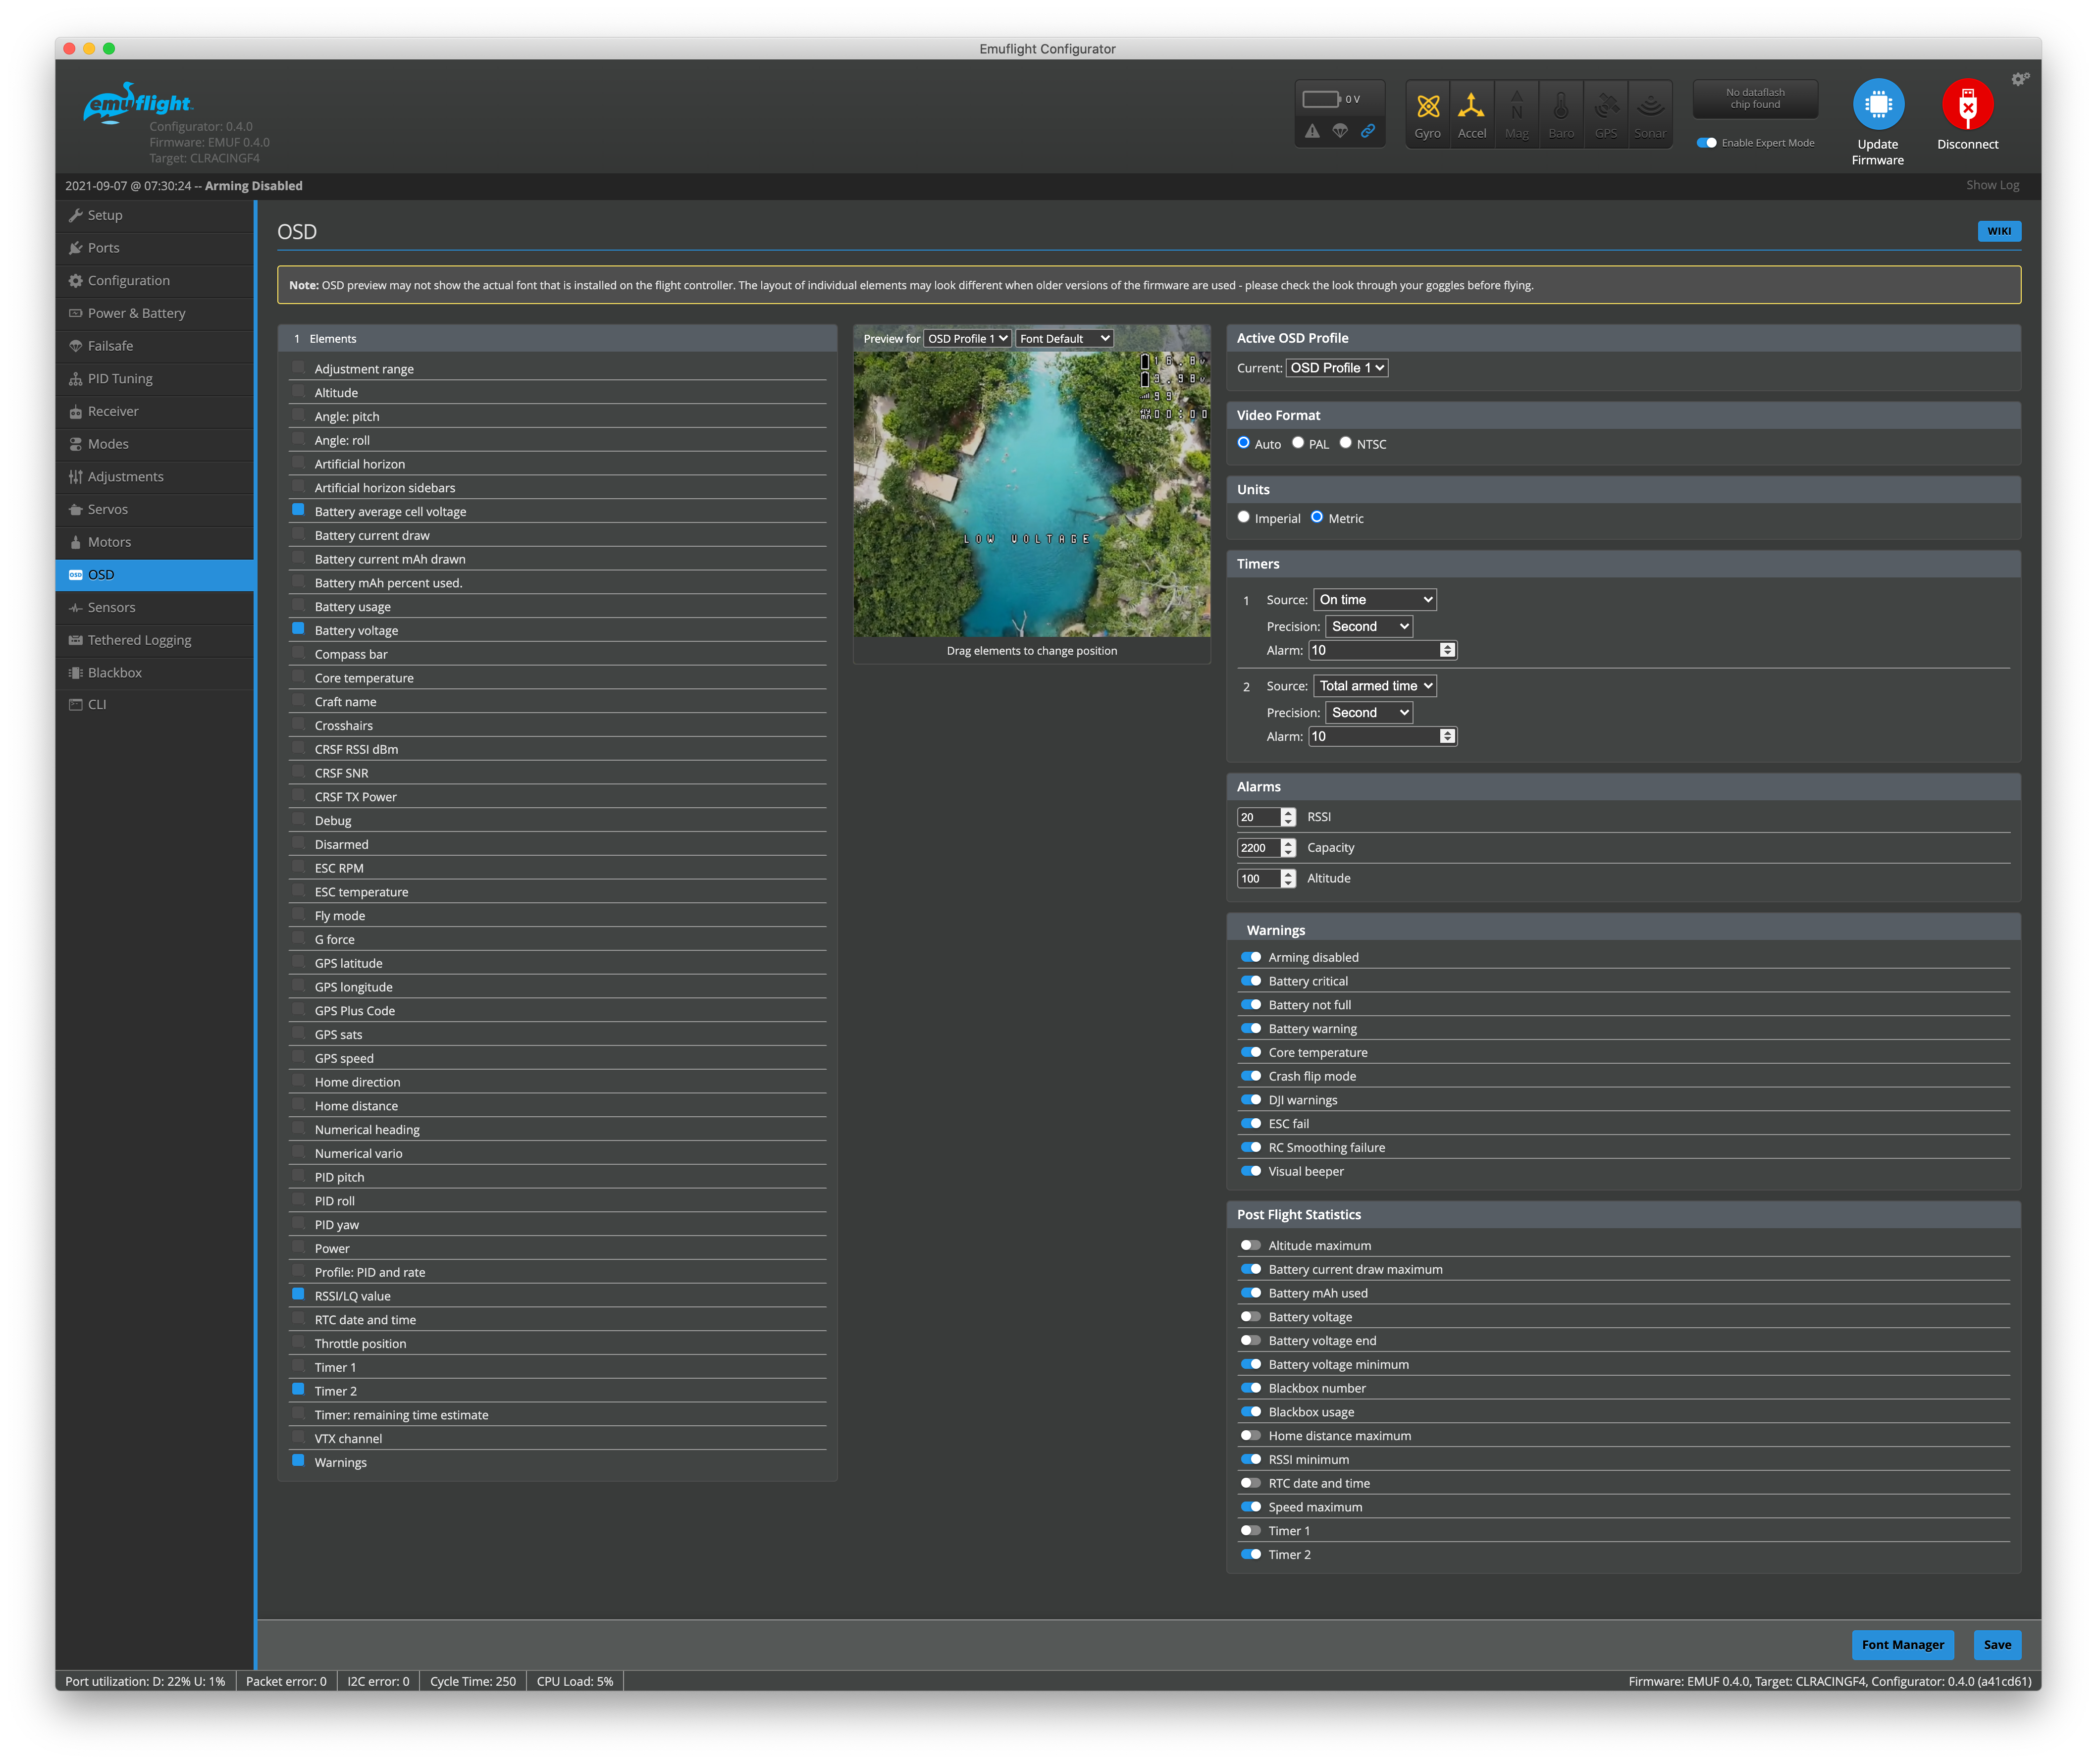 Emuflight Configurator
emuflight
Configurator: 0.4.0
Firmware: EMUF 0.4.0
Target: CLRACINGF4
0 V
Gyro Accel Mag Baro GPS Sonar
No dataflash
chip found
Enable Expert Mode
Update
Firmware
Disconnect
2021-09-07 @ 07:30:24 -- Arming Disabled
Show Log
Setup
Ports
Configuration
Power & Battery
Failsafe
PID Tuning
Receiver
Modes
Adjustments
Servos
Motors
OSD OSD
Sensors
Tethered Logging
Blackbox
CLI
OSD
WIKI
Note: OSD preview may not show the actual font that is installed on the flight controller. The layout of individual elements may look different when older versions of the firmware are used - please check the look through your goggles before flying.
1 Elements
Adjustment range
Altitude
Angle: pitch
Angle: roll
Artificial horizon
Artificial horizon sidebars
Battery average cell voltage
Battery current draw
Battery current mAh drawn
Battery mAh percent used.
Battery usage
Battery voltage
Compass bar
Core temperature
Craft name
Crosshairs
CRSF RSSI dBm
CRSF SNR
CRSF TX Power
Debug
Disarmed
ESC RPM
ESC temperature
Fly mode
G force
GPS latitude
GPS longitude
GPS Plus Code
GPS sats
GPS speed
Home direction
Home distance
Numerical heading
Numerical vario
PID pitch
PID roll
PID yaw
Power
Profile: PID and rate
RSSI/LQ value
RTC date and time
Throttle position
Timer 1
Timer 2
Timer: remaining time estimate
VTX channel
Warnings
Preview for OSD Profile 1 Font Default
16.8V
3.98V
99
00:00
LOW VOLTAGE
Drag elements to change position
Active OSD Profile
Current: OSD Profile 1
Video Format
Auto PAL NTSC
Units
Imperial Metric
Timers
1 Source: On time
Precision: Second
Alarm: 10
2 Source: Total armed time
Precision: Second
Alarm: 10
Alarms
20 RSSI
2200 Capacity
100 Altitude
Warnings
Arming disabled
Battery critical
Battery not full
Battery warning
Core temperature
Crash flip mode
DJI warnings
ESC fail
RC Smoothing failure
Visual beeper
Post Flight Statistics
Altitude maximum
Battery current draw maximum
Battery mAh used
Battery voltage
Battery voltage end
Battery voltage minimum
Blackbox number
Blackbox usage
Home distance maximum
RSSI minimum
RTC date and time
Speed maximum
Timer 1
Timer 2
Font Manager
Save
Port utilization: D: 22% U: 1%
Packet error: 0
I2C error: 0
Cycle Time: 250
CPU Load: 5%
Firmware: EMUF 0.4.0, Target: CLRACINGF4, Configurator: 0.4.0 (a41cd61)